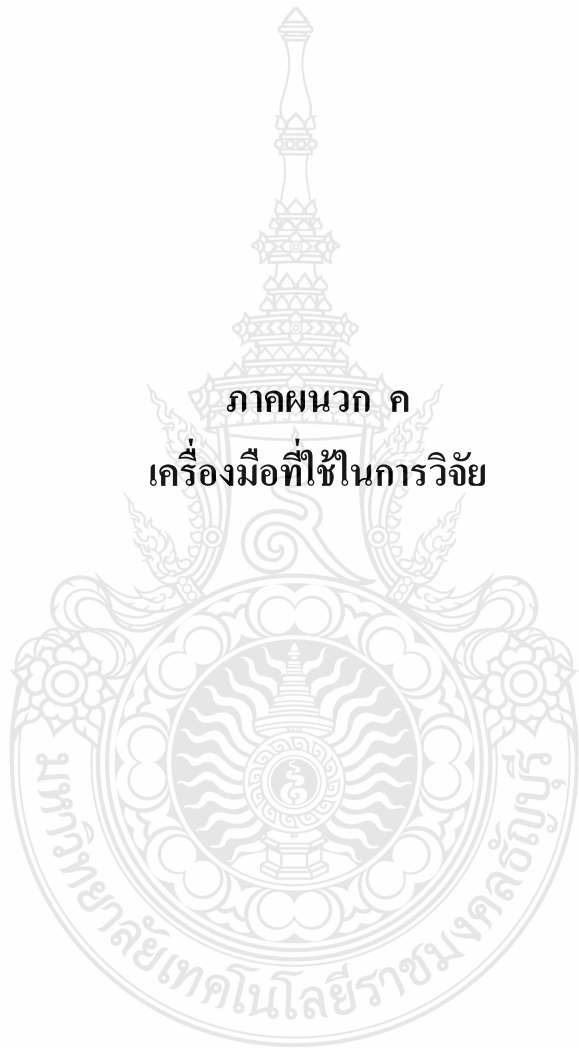 ภาคผนวก ค
เครื่องมือที่ใช้ในการวิจัย
มหาวิทยาลัยเทคโนโลยีราชมงคลธัญบุรี